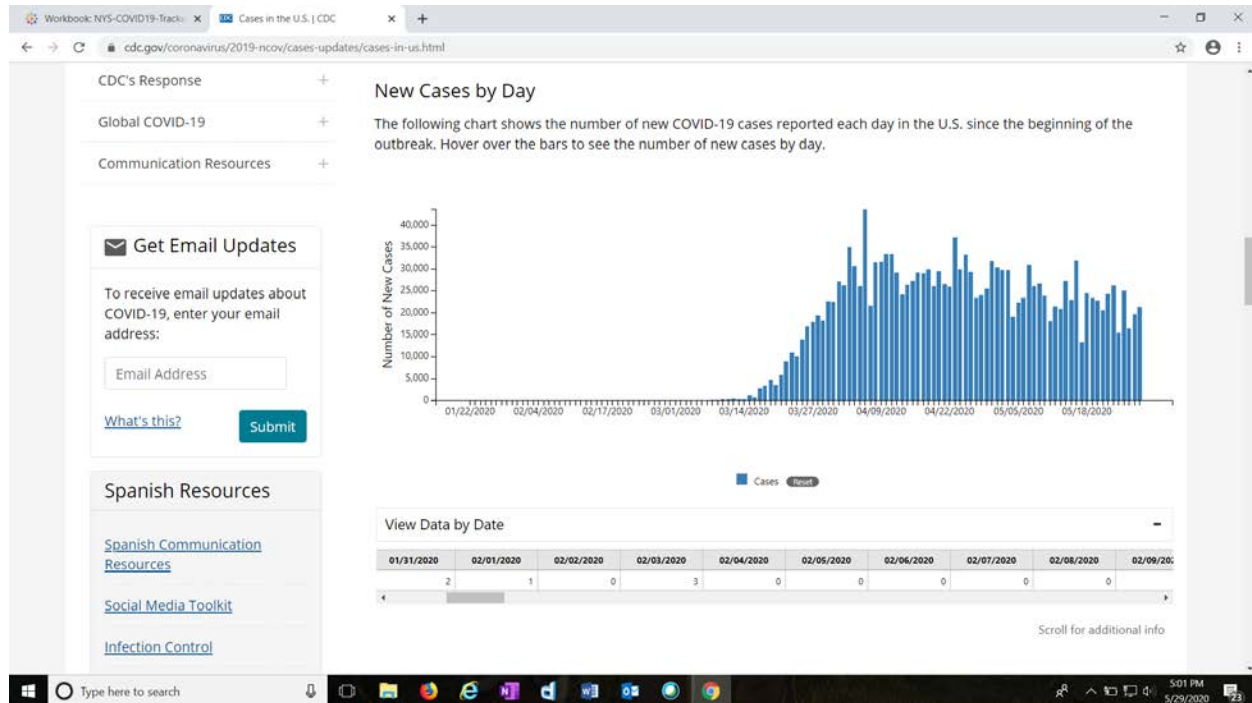 Workbook: NYS-COVID19-Track
Cases in the U.S. | CDC
cdc.gov/coronavirus/2019-ncov/cases-updates/cases-in-us.html
CDC's Response
Global COVID-19
Communication Resources
Get Email Updates
To receive email updates about
COVID-19, enter your email
address:
Email Address
What's this?
Submit
Spanish Resources
Spanish Communication
Resources
Social Media Toolkit
Infection Control
New Cases by Day
The following chart shows the number of new COVID-19 cases reported each day in the U.S. since the beginning of the
outbreak. Hover over the bars to see the number of new cases by day.
Number of New Cases
40,000
35,000
30,000
25,000
20,000
15,000
10,000
5,000
0
01/22/2020 02/04/2020 02/17/2020 03/01/2020 03/14/2020 03/27/2020 04/09/2020 04/22/2020 05/05/2020 05/18/2020
Cases Reset
View Data by Date
01/31/2020 02/01/2020 02/02/2020 02/03/2020 02/04/2020 02/05/2020 02/06/2020 02/07/2020 02/08/2020 02/09/20
2 1 0 3 0 0 0 0 0
Scroll for additional info
Type here to search
5:01 PM
5/29/2020
23